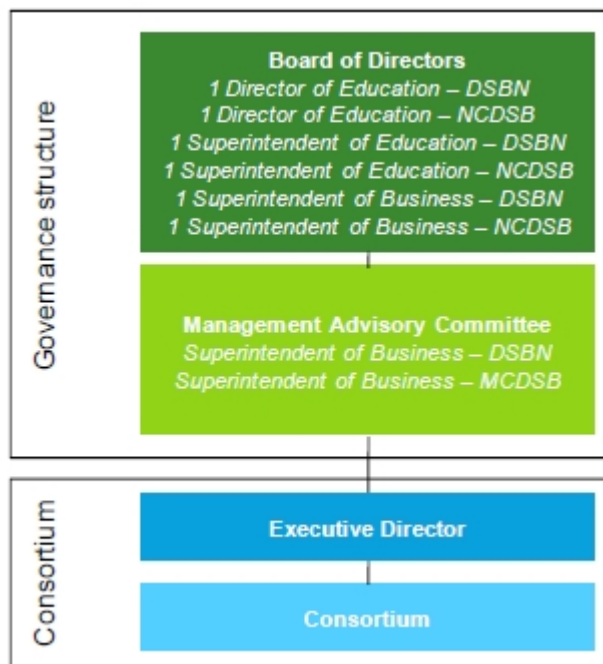 Governance structure
Board of Directors
1 Director of Education – DSBN
1 Director of Education – NCDSB
1 Superintendent of Education – DSBN
1 Superintendent of Education – NCDSB
1 Superintendent of Business – DSBN
1 Superintendent of Business – NCDSB
Management Advisory Committee
Superintendent of Business – DSBN
Superintendent of Business – MCDSB
Consortium
Executive Director
Consortium